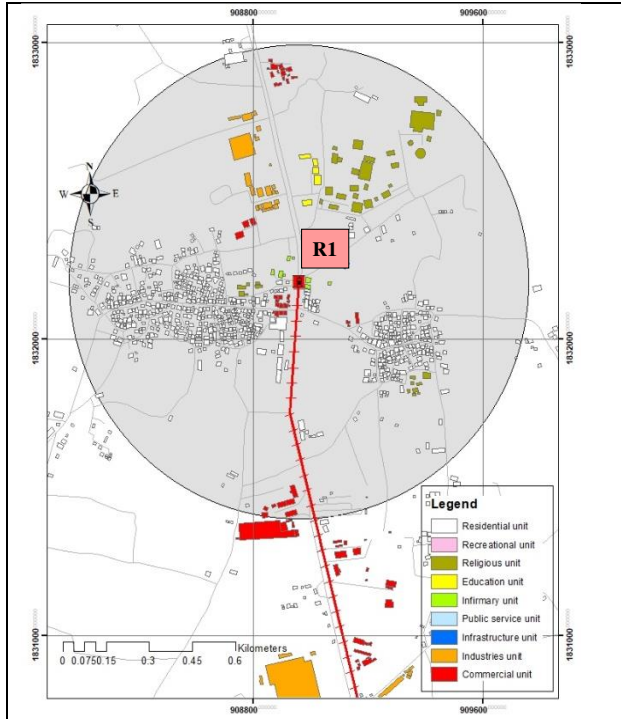 908800 909600
1833000 1833000
N
W E
S
R1
1832000 1832000
Legend
Residential unit
Recreational unit
Religious unit
Education unit
Infirmary unit
Public service unit
Infrastructure unit
Industries unit
Commercial unit
1831000 1831000
Kilometers
0 0.0750.15 0.3 0.45 0.6
908800 909600